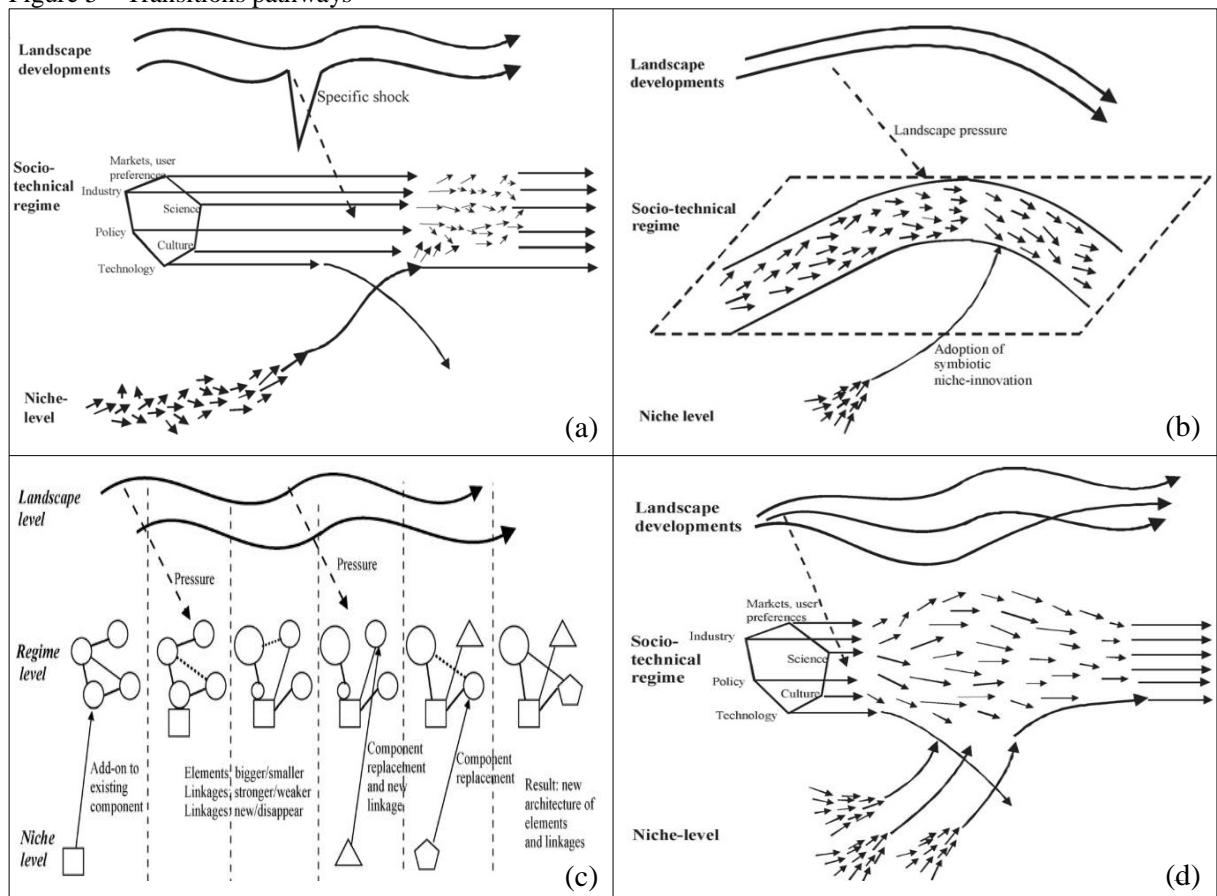 Figure 3 – Transitions pathways
Landscape
developments
Specific shock
Socio-
technical
regime
Markets, user
preferences
Industry
Science
Policy
Culture
Technology
Niche-
level
(a)
Landscape
developments
Landscape pressure
Socio-technical
regime
Adoption of
symbiotic
niche-innovation
Niche level
(b)
Landscape
level
Pressure
Pressure
Regime
level
Add-on to
existing
component
Elements: bigger/smaller
Linkages: stronger/weaker
Linkages: new/disappear
Component
replacement
and new
linkage
Component
replacement
Result: new
architecture of
elements
and linkages
Niche
level
(c)
Landscape
developments
Markets, user
preferences
Industry
Science
Socio-
technical
regime
Policy
Culture
Technology
Niche-level
(d)